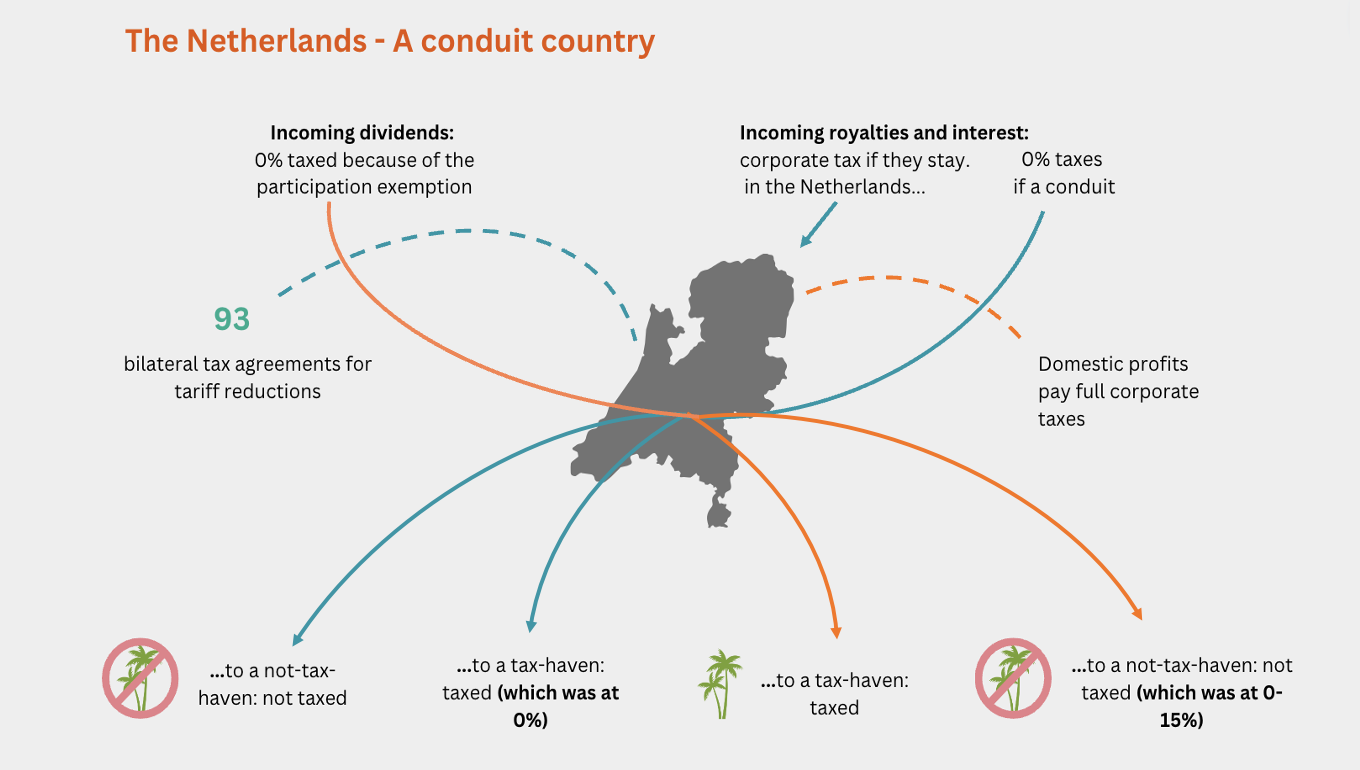 The Netherlands - A conduit country
Incoming dividends:
0% taxed because of the
participation exemption
Incoming royalties and interest:
corporate tax if they stay.
in the Netherlands...
0% taxes
if a conduit
93
bilateral tax agreements for
tariff reductions
Domestic profits
pay full corporate
taxes
...to a not-tax-
haven: not taxed
...to a tax-haven:
taxed (which was at
0%)
...to a tax-haven:
taxed
...to a not-tax-haven: not
taxed (which was at 0-
15%)